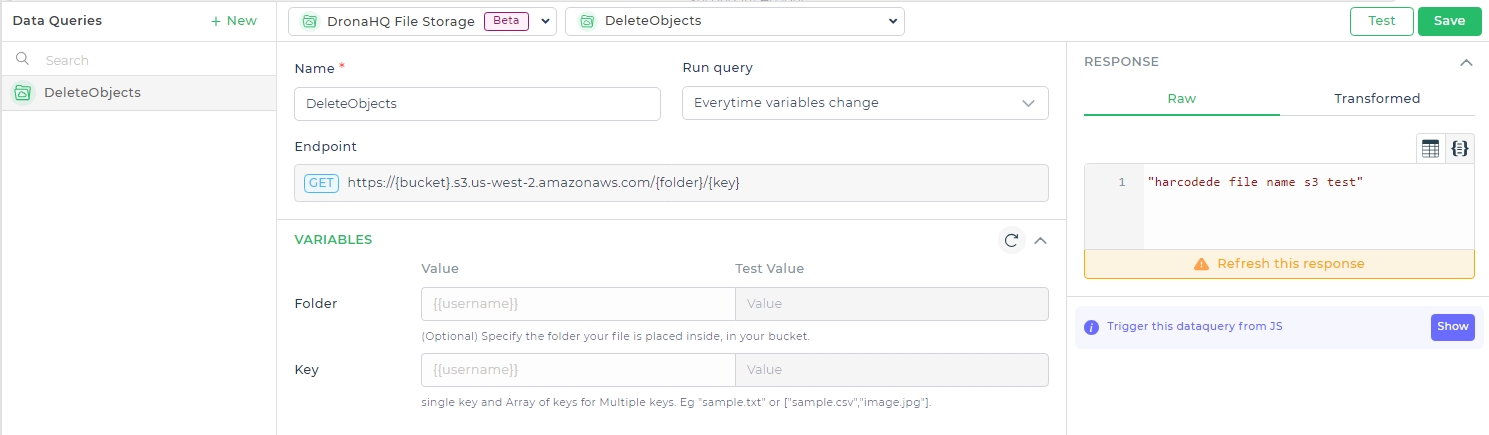 Data Queries
+ New
DronaHQ File Storage Beta
DeleteObjects
Test
Save
Search
DeleteObjects
Name *
Run query
DeleteObjects
Everytime variables change
Endpoint
GET https://{bucket}.s3.us-west-2.amazonaws.com/{folder}/{key}
VARIABLES
Value
Test Value
Folder
{{username}}
Value
(Optional) Specify the folder your file is placed inside, in your bucket.
Key
{{username}}
Value
single key and Array of keys for Multiple keys. Eg "sample.txt" or ["sample.csv","image.jpg"].
RESPONSE
Raw
Transformed
1 "harcodede file name s3 test"
Refresh this response
Trigger this dataquery from JS
Show